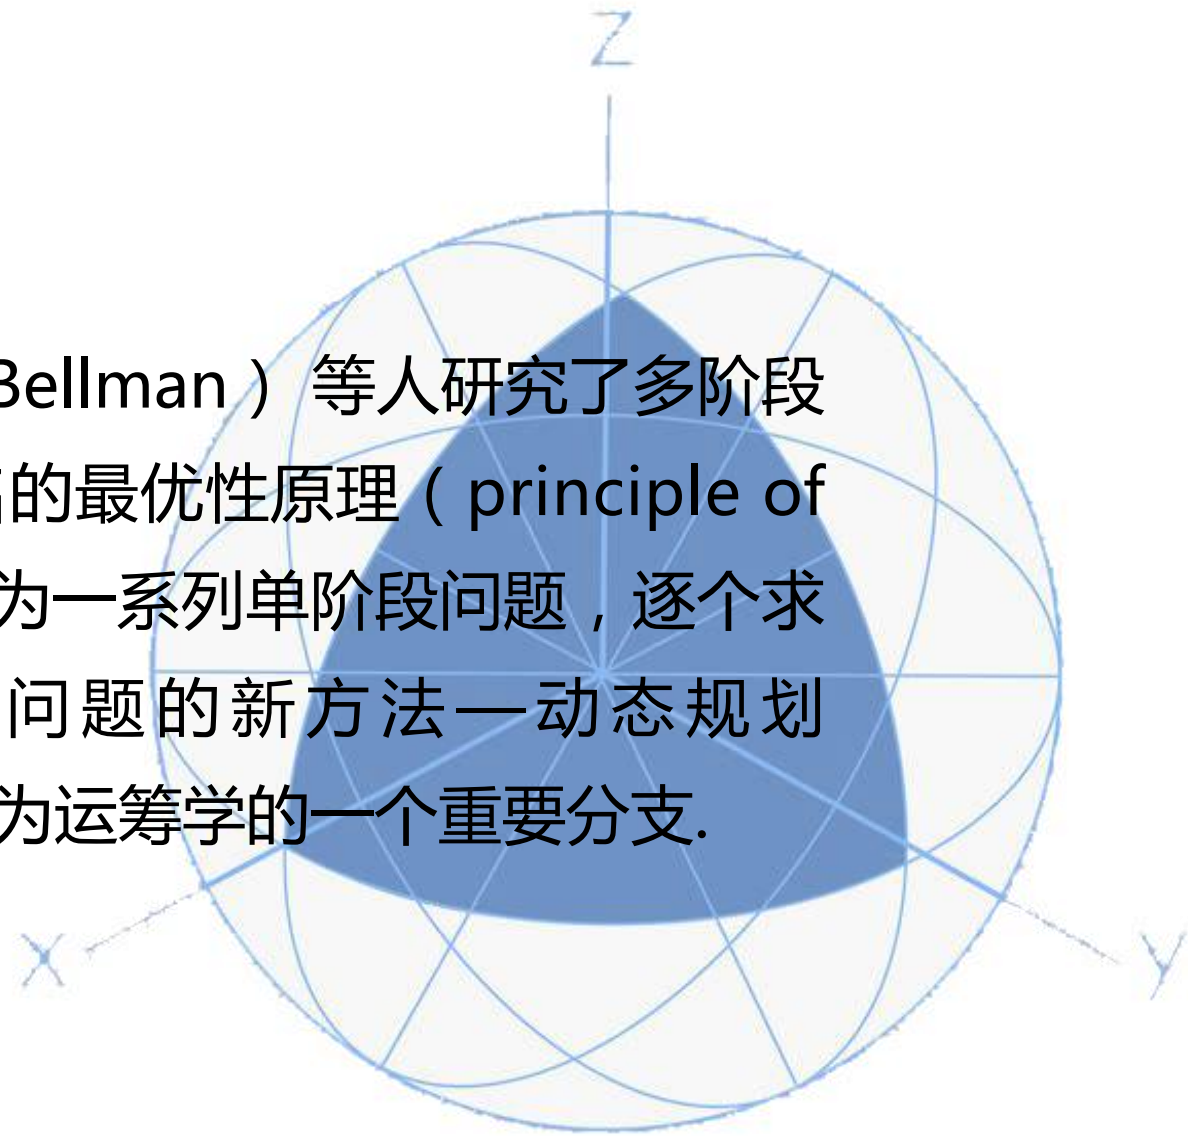 Z
Bellman） 等人研究了多阶段
的最优性原理（principle of
为一系列单阶段问题，逐个求
问题的新方法—动态规划
为运筹学的一个重要分支.
X
Y